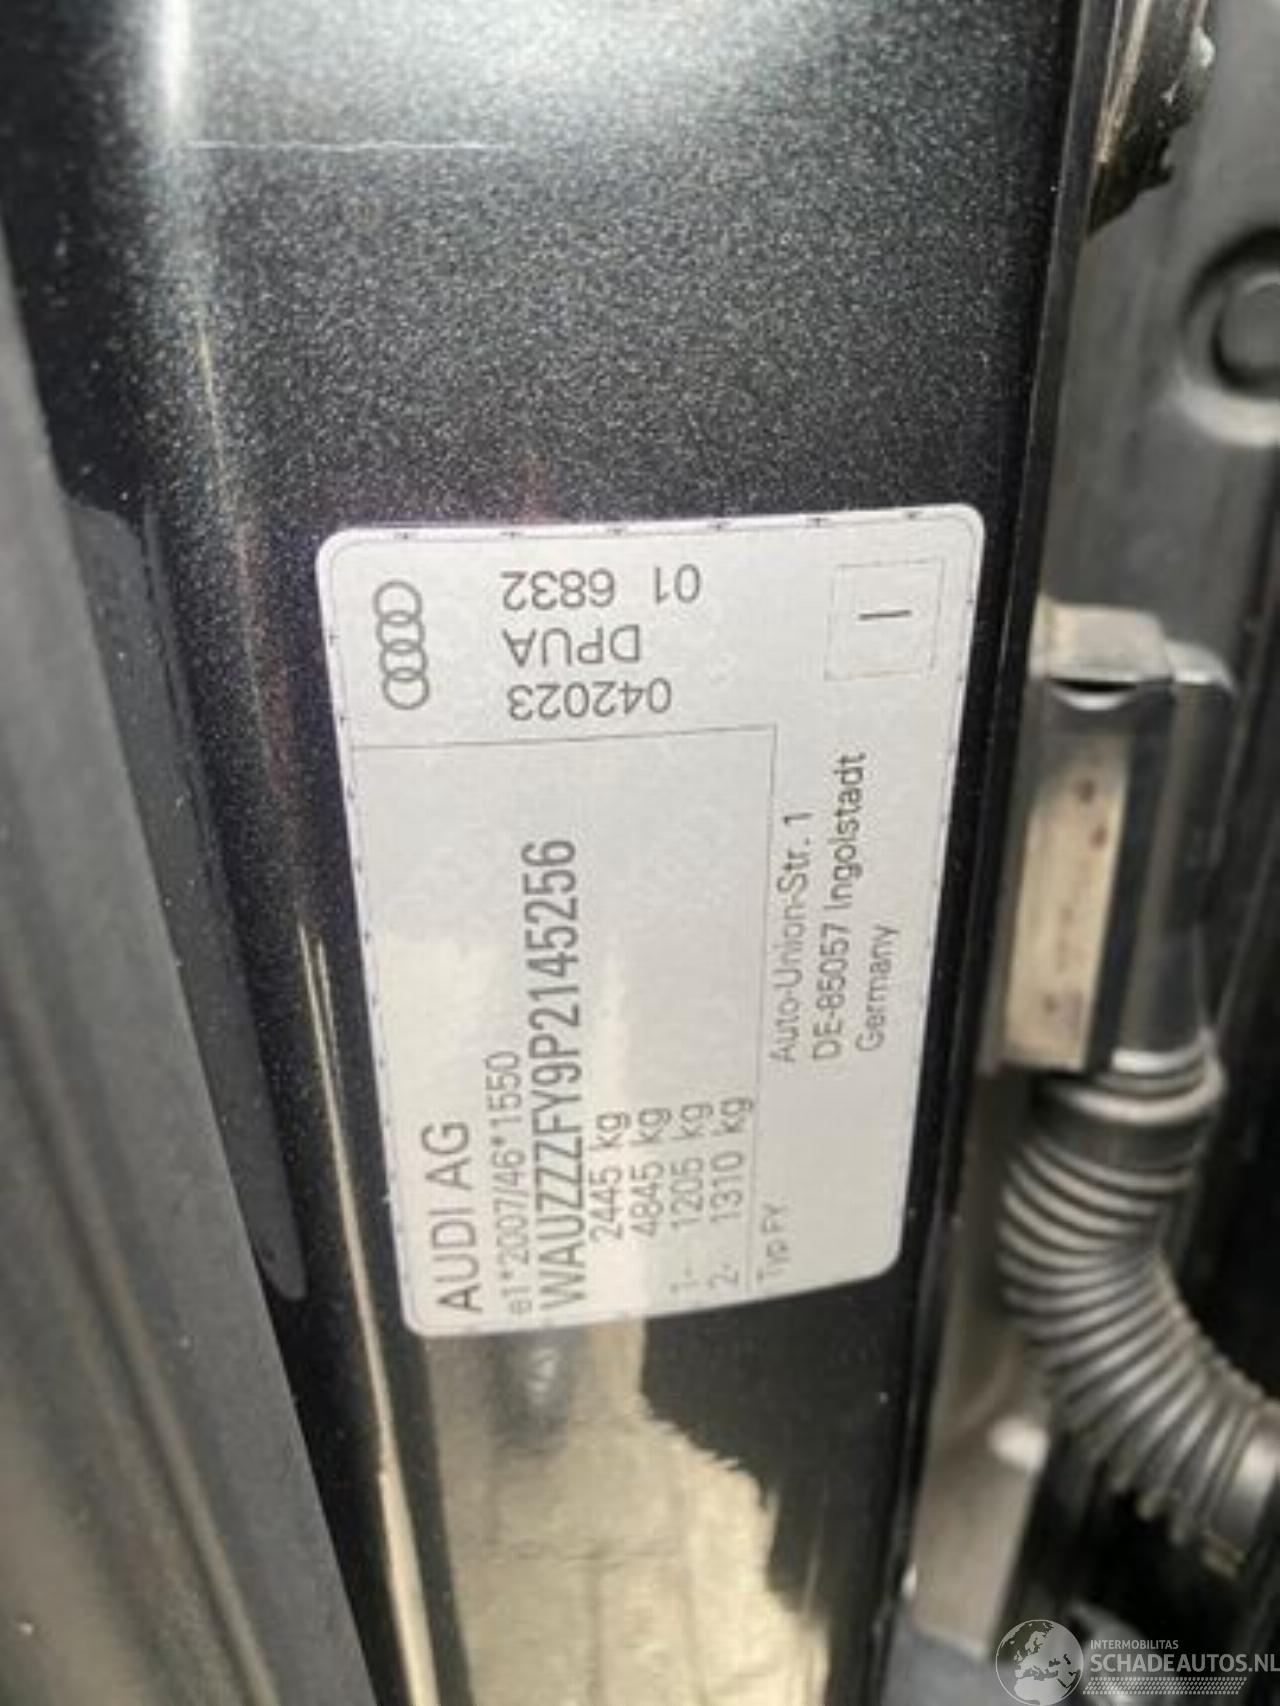 AUDI AG
e1*2007/46*1550
WAUZZZFY9P2145256
2445 kg
4845 kg
1- 1205 kg
2- 1310 kg
Typ FY
Auto-Union-Str. 1
DE-85057 Ingolstadt
Germany
042023
DPUA
01 6832
I
INTERMOBILITAS
SCHADEAUTOS.NL